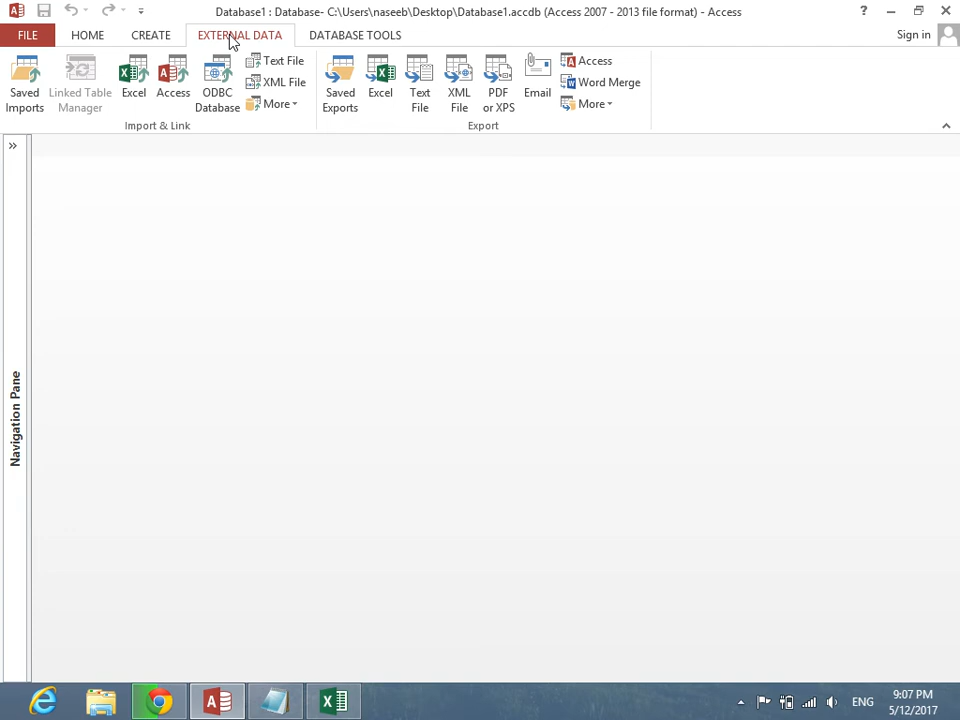 Database1 : Database- C:\Users\naseeb\Desktop\Database1.accdb (Access 2007 - 2013 file format) - Access
?
FILE HOME CREATE EXTERNAL DATA DATABASE TOOLS Sign in
Saved Imports
Linked Table Manager
Excel
Access
ODBC Database
Text File
XML File
More
Import & Link
Saved Exports
Excel
Text File
XML File
PDF or XPS
Email
Access
Word Merge
More
Export
Navigation Pane
ENG
9:07 PM
5/12/2017